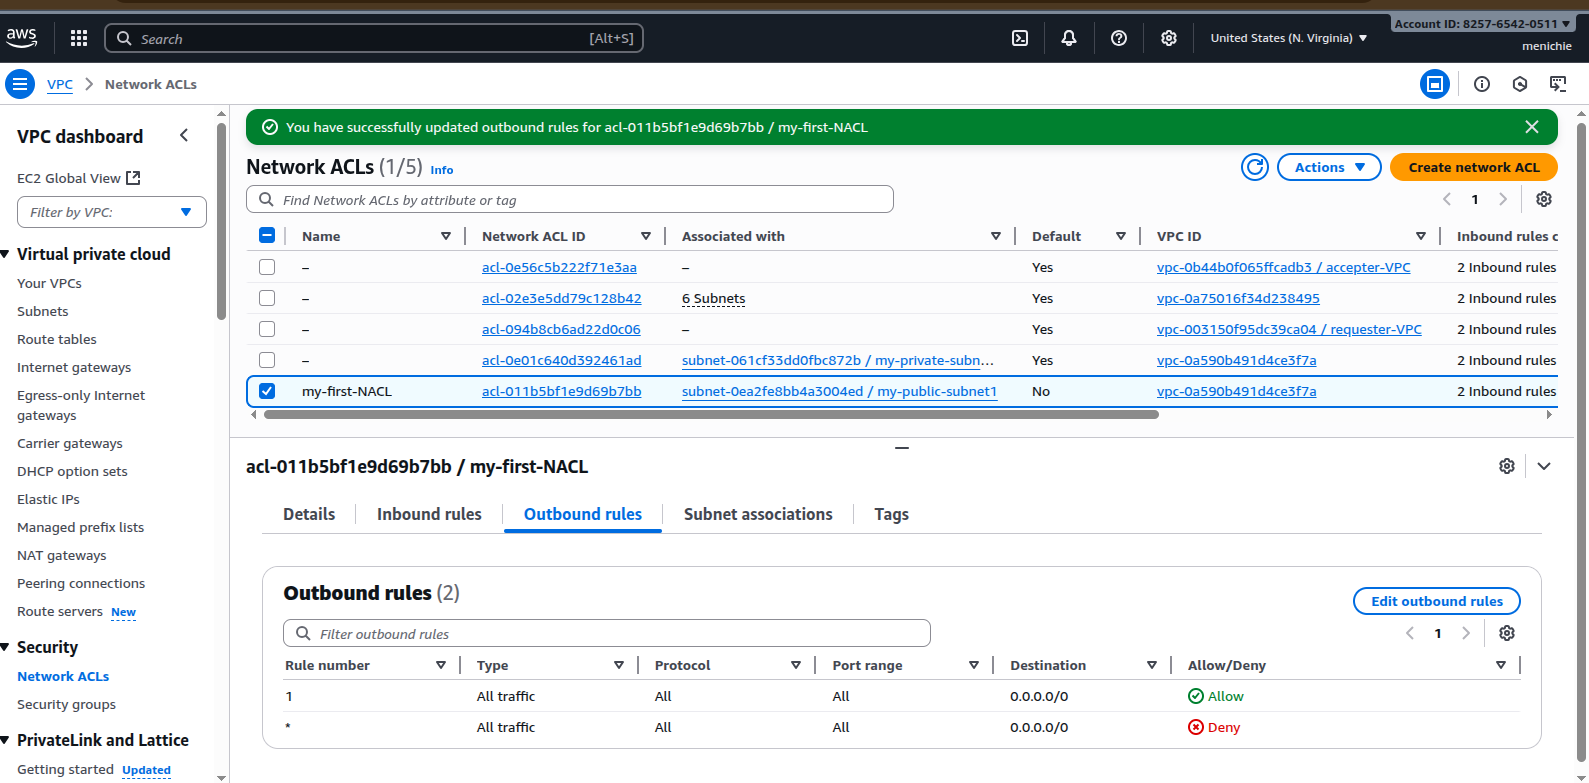 aws
Search [Alt+S]
United States (N. Virginia)
Account ID: 8257-6542-0511
menichie
VPC > Network ACLs
VPC dashboard
EC2 Global View
Filter by VPC:
Virtual private cloud
Your VPCs
Subnets
Route tables
Internet gateways
Egress-only Internet
gateways
Carrier gateways
DHCP option sets
Elastic IPs
Managed prefix lists
NAT gateways
Peering connections
Route servers New
Security
Network ACLs
Security groups
PrivateLink and Lattice
Getting started Updated
You have successfully updated outbound rules for acl-011b5bf1e9d69b7bb / my-first-NACL
Network ACLs (1/5) Info
Actions
Create network ACL
Find Network ACLs by attribute or tag
1
Name Network ACL ID Associated with Default VPC ID Inbound rules c
– acl-0e56c5b222f71e3aa – Yes vpc-0b44b0f065ffcadb3 / accepter-VPC 2 Inbound rules
– acl-02e3e5dd79c128b42 6 Subnets Yes vpc-0a75016f34d238495 2 Inbound rules
– acl-094b8cb6ad22d0c06 – Yes vpc-003150f95dc39ca04 / requester-VPC 2 Inbound rules
– acl-0e01c640d392461ad subnet-061cf33dd0fbc872b / my-private-subn... Yes vpc-0a590b491d4ce3f7a 2 Inbound rules
my-first-NACL acl-011b5bf1e9d69b7bb subnet-0ea2fe8bb4a3004ed / my-public-subnet1 No vpc-0a590b491d4ce3f7a 2 Inbound rules
acl-011b5bf1e9d69b7bb / my-first-NACL
Details Inbound rules Outbound rules Subnet associations Tags
Outbound rules (2)
Edit outbound rules
Filter outbound rules
1
Rule number Type Protocol Port range Destination Allow/Deny
1 All traffic All All 0.0.0.0/0 Allow
* All traffic All All 0.0.0.0/0 Deny